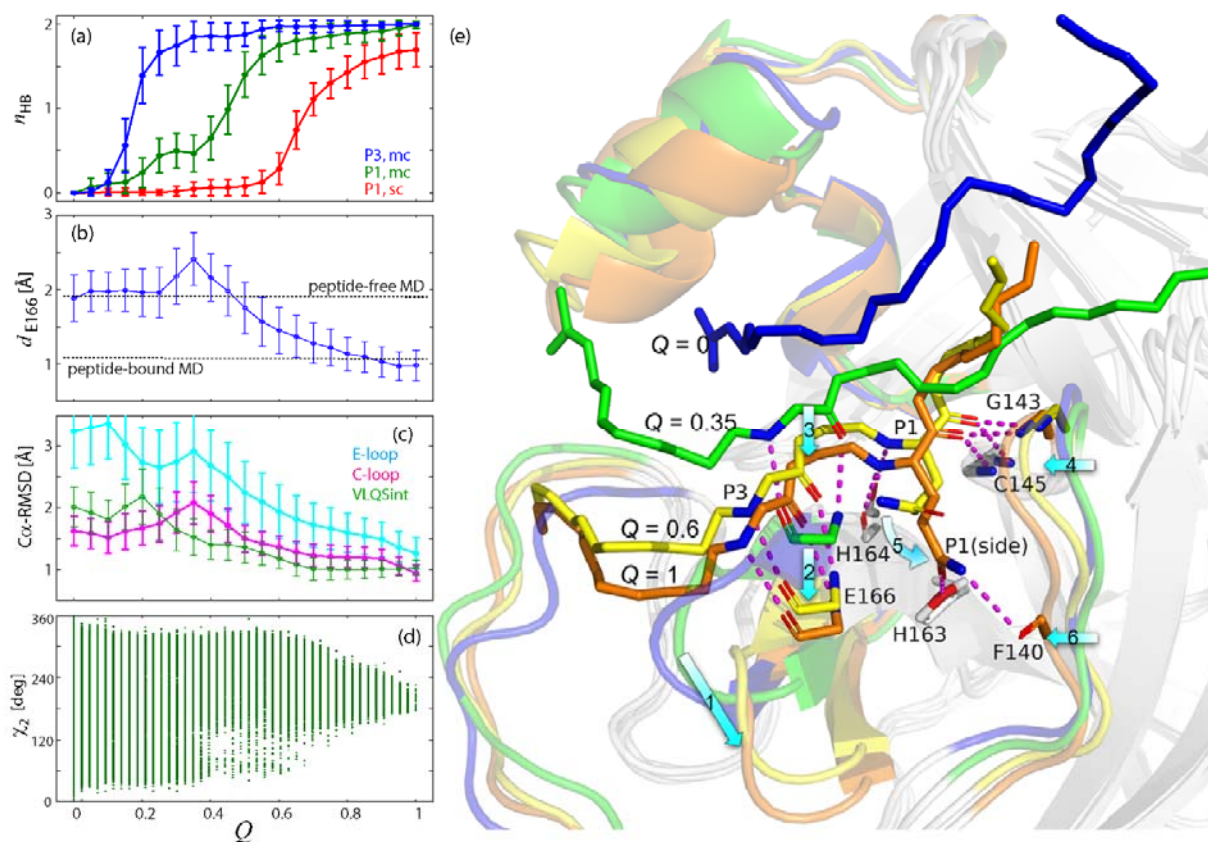 (a)
2
1
0
n HB
P3, mc
P1, mc
P1, sc
(b)
3
2
1
d E166 [Å]
peptide-free MD
peptide-bound MD
(c)
3
2
1
Cα-RMSD [Å]
E-loop
C-loop
VLQSint
(d)
360
240
120
0
χ2 [deg]
0 0.2 0.4 0.6 0.8 1
Q
(e)
Q = 0
Q = 0.35
Q = 0.6
Q = 1
P3
P1
3
G143
4
C145
H164
5
P1(side)
2
E166
H163
F140
6
1